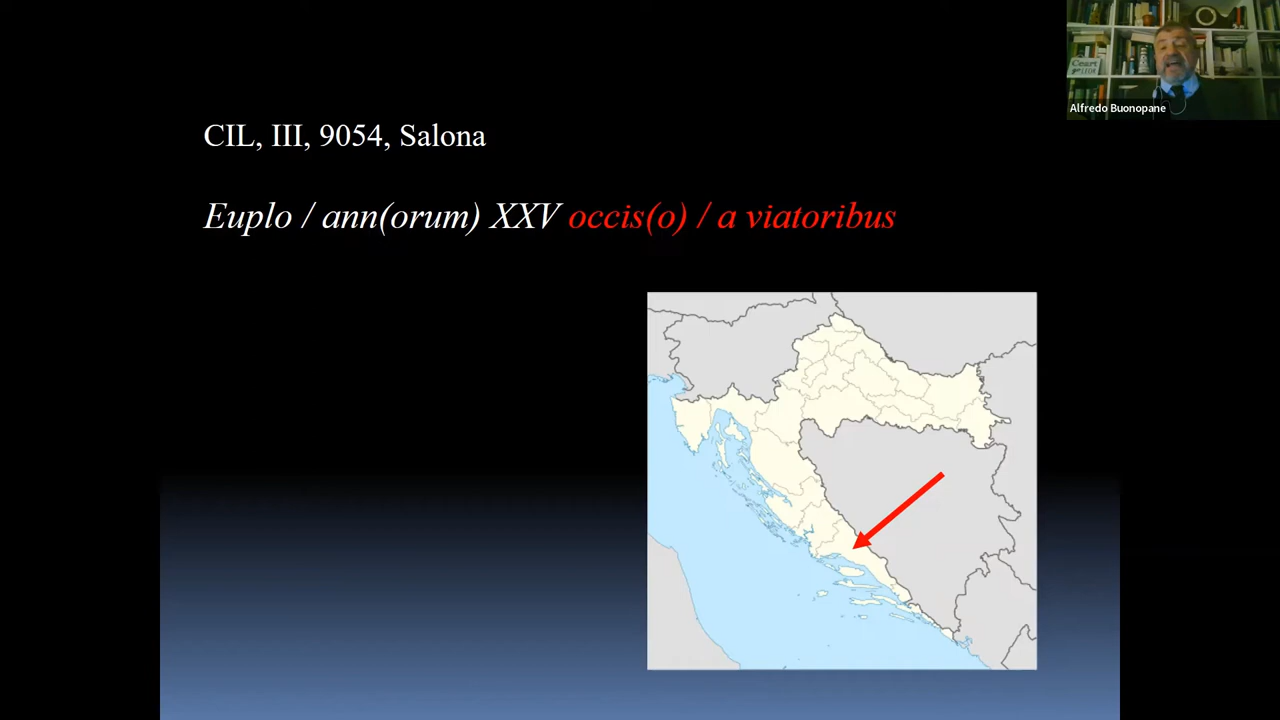 CIL, III, 9054, Salona
Euplo / ann(orum) XXV occis(o) / a viatoribus
Alfredo Buonopane